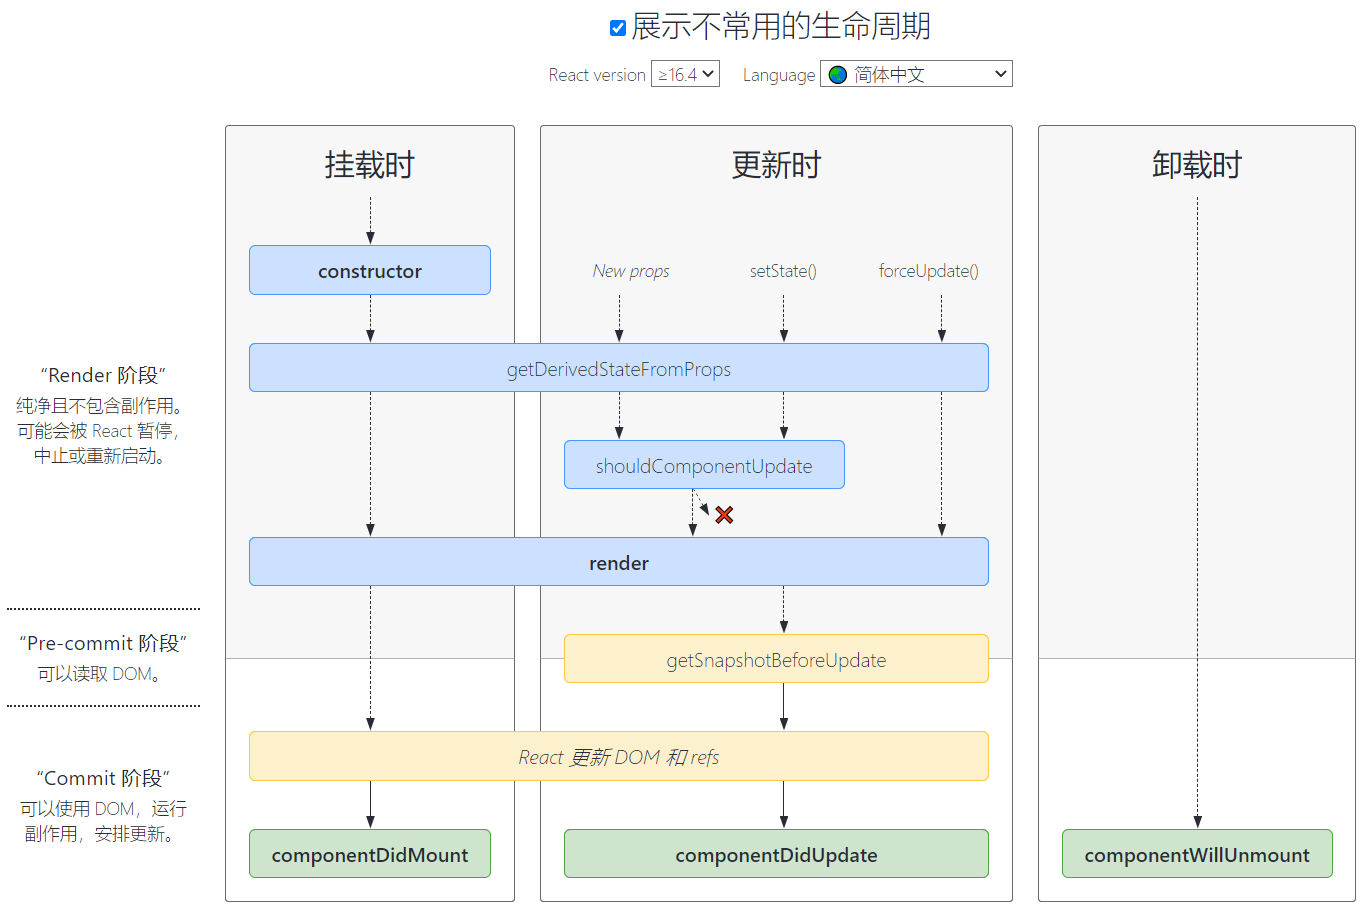 展示不常用的生命周期
React version ≥16.4 Language 简体中文
挂载时
更新时
卸载时
constructor
New props
setState()
forceUpdate()
getDerivedStateFromProps
“Render 阶段”
纯净且不包含副作用。
可能会被 React 暂停，
中止或重新启动。
shouldComponentUpdate
render
“Pre-commit 阶段”
可以读取 DOM。
getSnapshotBeforeUpdate
React 更新 DOM 和 refs
“Commit 阶段”
可以使用 DOM，运行
副作用，安排更新。
componentDidMount
componentDidUpdate
componentWillUnmount